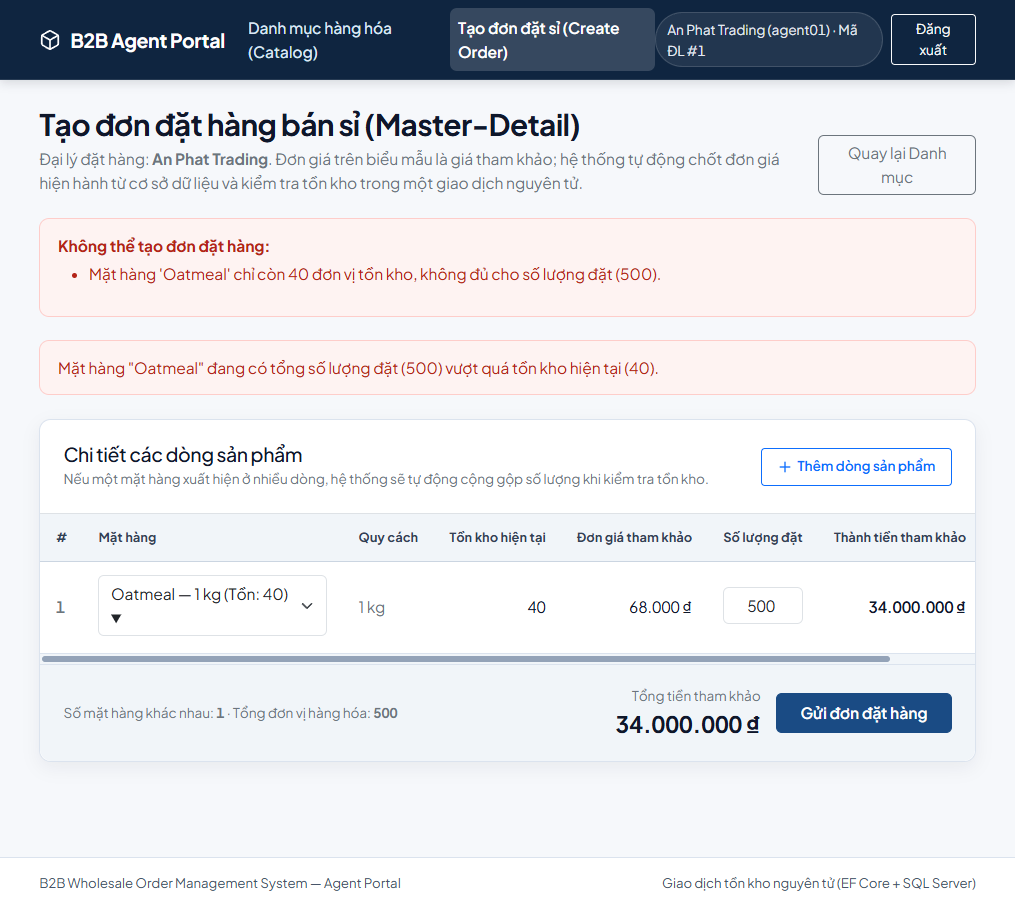 B2B Agent Portal
Danh mục hàng hóa
(Catalog)
Tạo đơn đặt sỉ (Create
Order)
An Phat Trading (agent01) · Mã
ĐL #1
Đăng
xuất
Tạo đơn đặt hàng bán sỉ (Master-Detail)
Đại lý đặt hàng: An Phat Trading. Đơn giá trên biểu mẫu là giá tham khảo; hệ thống tự động chốt đơn giá
hiện hành từ cơ sở dữ liệu và kiểm tra tồn kho trong một giao dịch nguyên tử.
Quay lại Danh
mục
Không thể tạo đơn đặt hàng:
• Mặt hàng 'Oatmeal' chỉ còn 40 đơn vị tồn kho, không đủ cho số lượng đặt (500).
Mặt hàng "Oatmeal" đang có tổng số lượng đặt (500) vượt quá tồn kho hiện tại (40).
Chi tiết các dòng sản phẩm
Nếu một mặt hàng xuất hiện ở nhiều dòng, hệ thống sẽ tự động cộng gộp số lượng khi kiểm tra tồn kho.
+ Thêm dòng sản phẩm
# Mặt hàng Quy cách Tồn kho hiện tại Đơn giá tham khảo Số lượng đặt Thành tiền tham khảo
1 Oatmeal — 1 kg (Tồn: 40) ▼ 1 kg 40 68.000 ₫ 500 34.000.000 ₫
Số mặt hàng khác nhau: 1 · Tổng đơn vị hàng hóa: 500
Tổng tiền tham khảo
34.000.000 ₫
Gửi đơn đặt hàng
B2B Wholesale Order Management System — Agent Portal
Giao dịch tồn kho nguyên tử (EF Core + SQL Server)